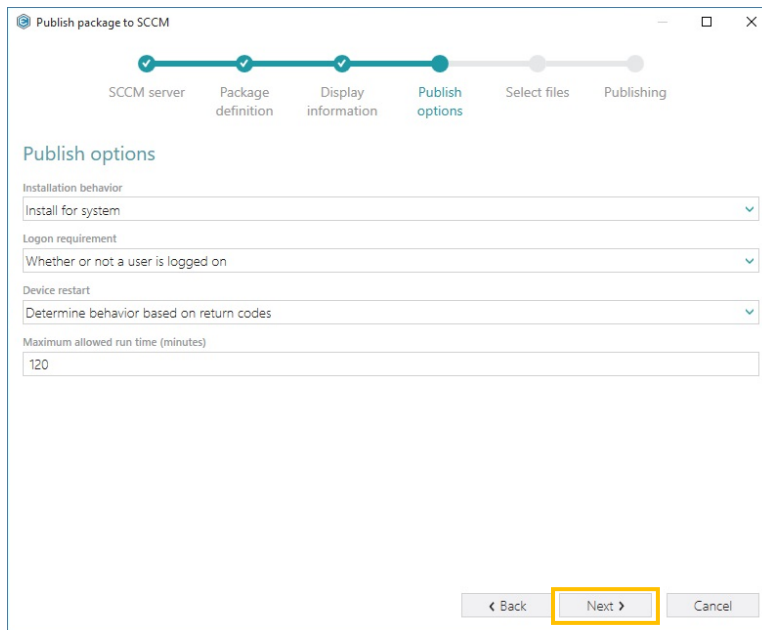 Publish package to SCCM
SCCM server
Package
definition
Display
information
Publish
options
Select files
Publishing
Publish options
Installation behavior
Install for system
Logon requirement
Whether or not a user is logged on
Device restart
Determine behavior based on return codes
Maximum allowed run time (minutes)
120
Back
Next
Cancel